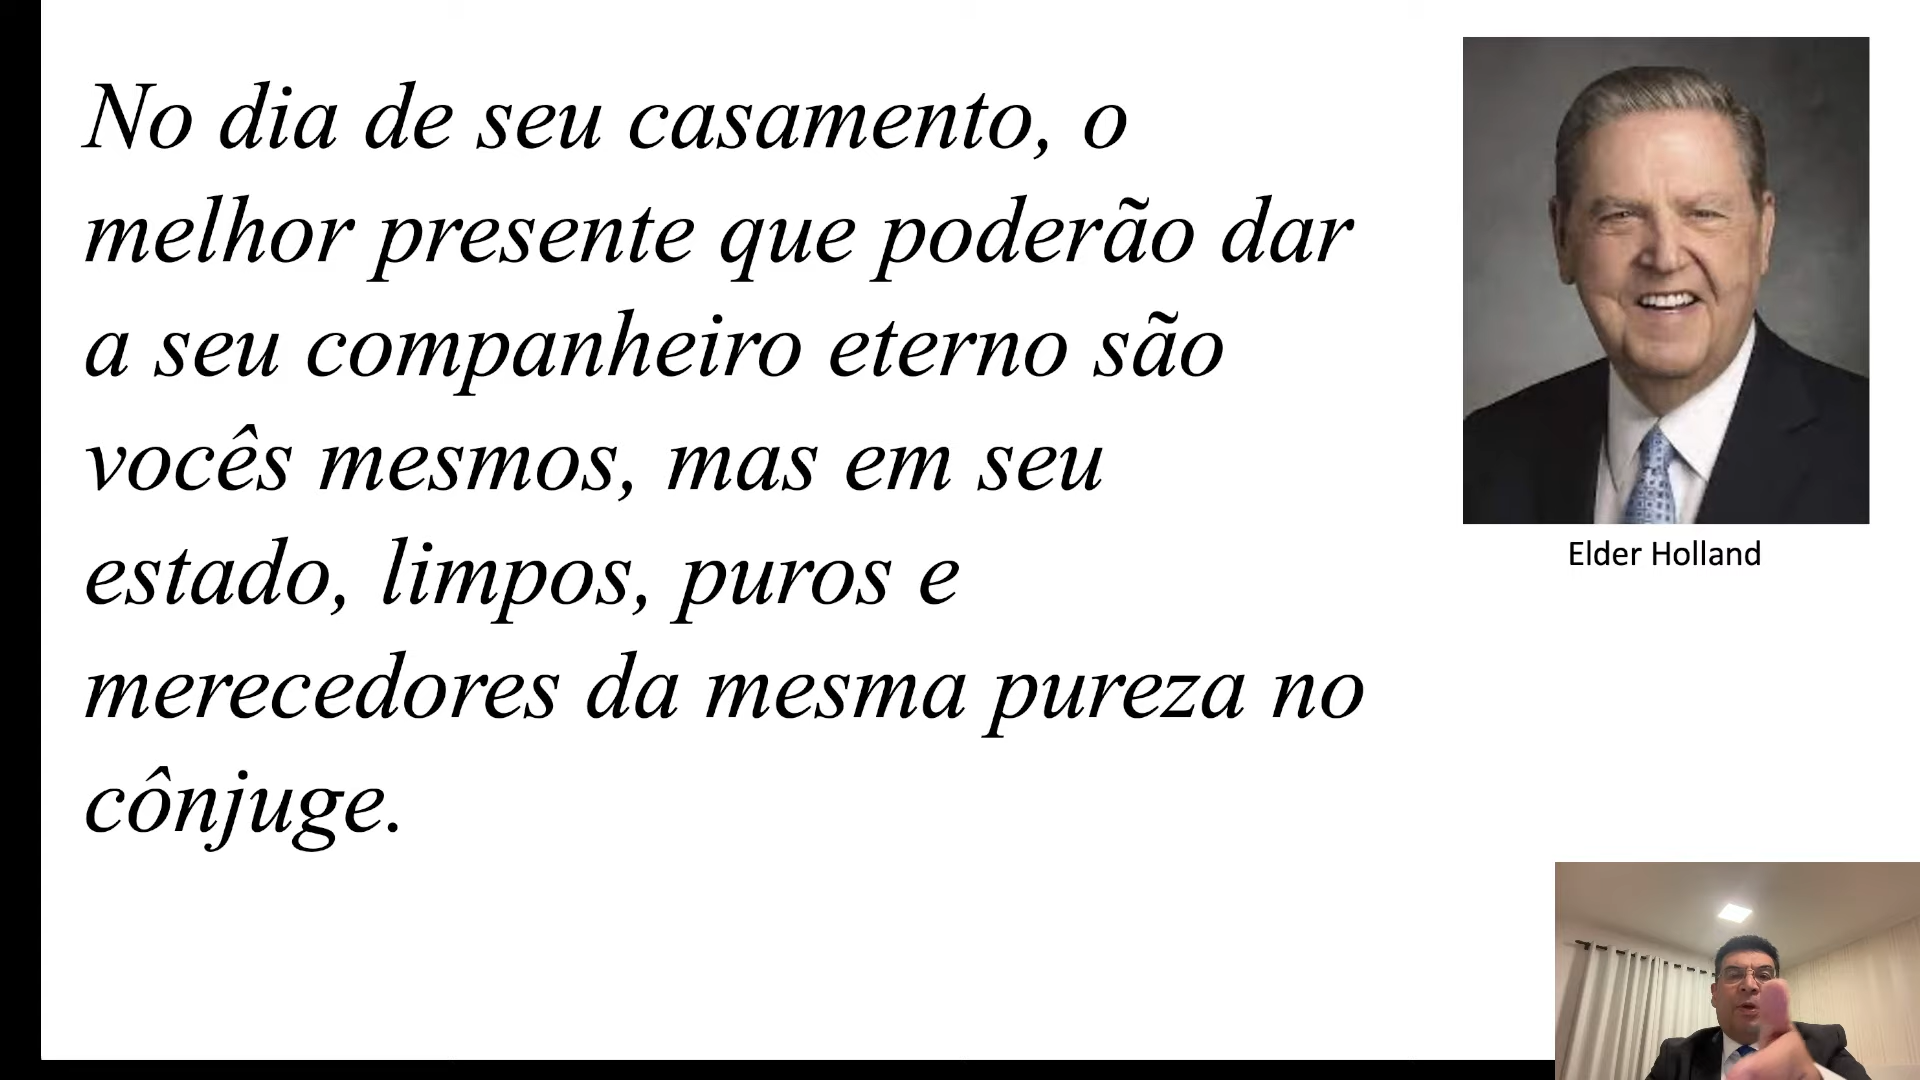 No dia de seu casamento, o
melhor presente que poderão dar
a seu companheiro eterno são
vocês mesmos, mas em seu
estado, limpos, puros e
merecedores da mesma pureza no
cônjuge.
Elder Holland